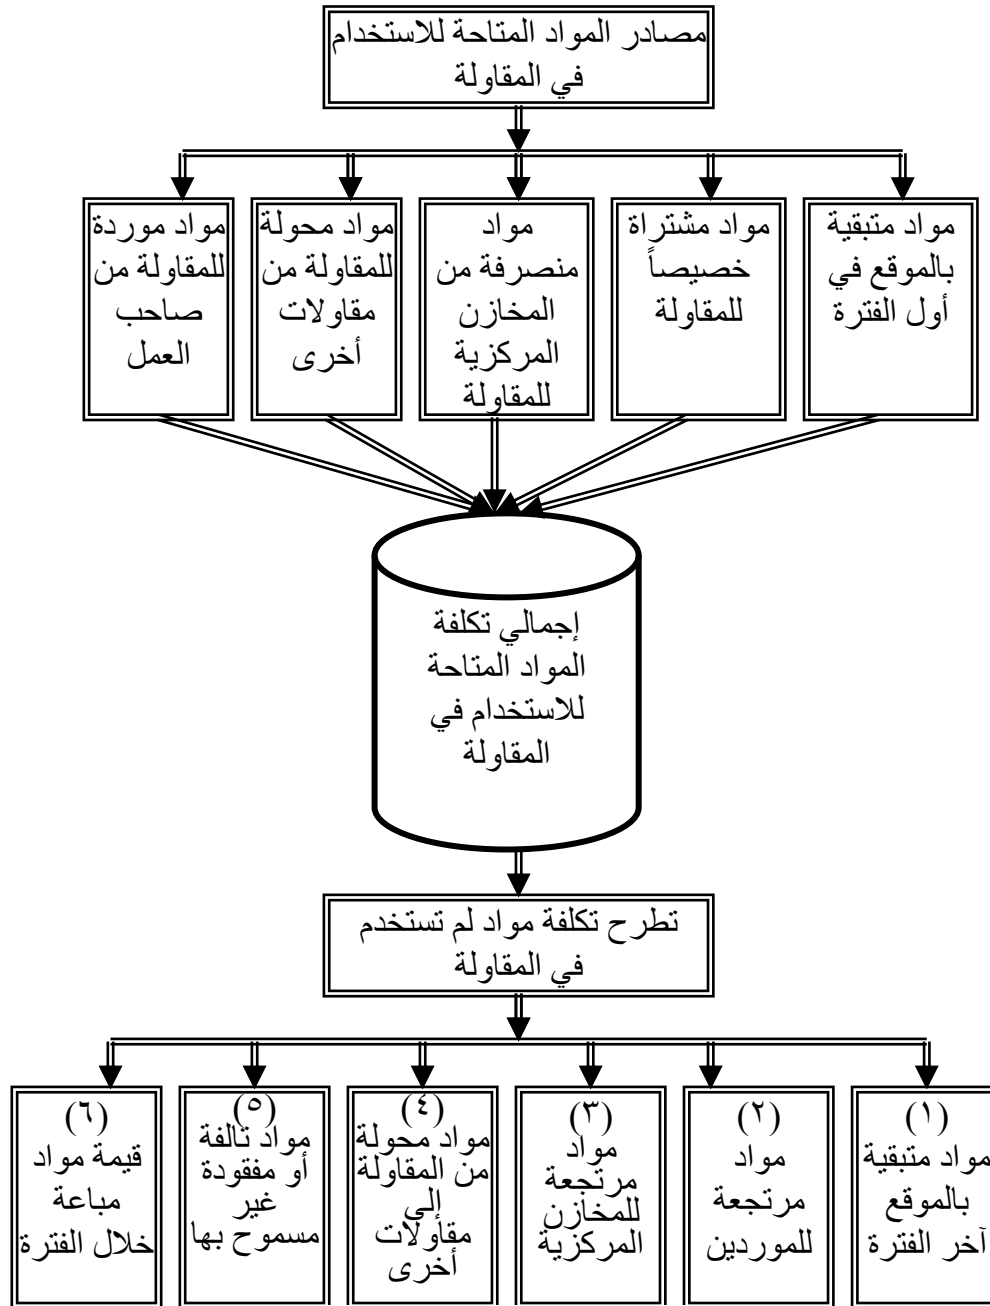 مصادر المواد المتاحة للاستخدام
في المقاولة
مواد متبقية
بالموقع في
أول الفترة
مواد مشتراة
خصيصاً
للمقاولة
مواد
منصرفة من
المخازن
المركزية
للمقاولة
مواد محولة
للمقاولة من
مقاولات
أخرى
مواد موردة
للمقاولة من
صاحب
العمل
إجمالي تكلفة
المواد المتاحة
للاستخدام في
المقاولة
تطرح تكلفة مواد لم تستخدم
في المقاولة
(١)
مواد متبقية
بالموقع
آخر الفترة
(٢)
مواد
مرتجعة
للموردين
(٣)
مواد
مرتجعة
للمخازن
المركزية
(٤)
مواد محولة
من المقاولة
إلى
مقاولات
أخرى
(٥)
مواد تالفة
أو مفقودة
غير
مسموح بها
(٦)
قيمة مواد
مباعة
خلال الفترة